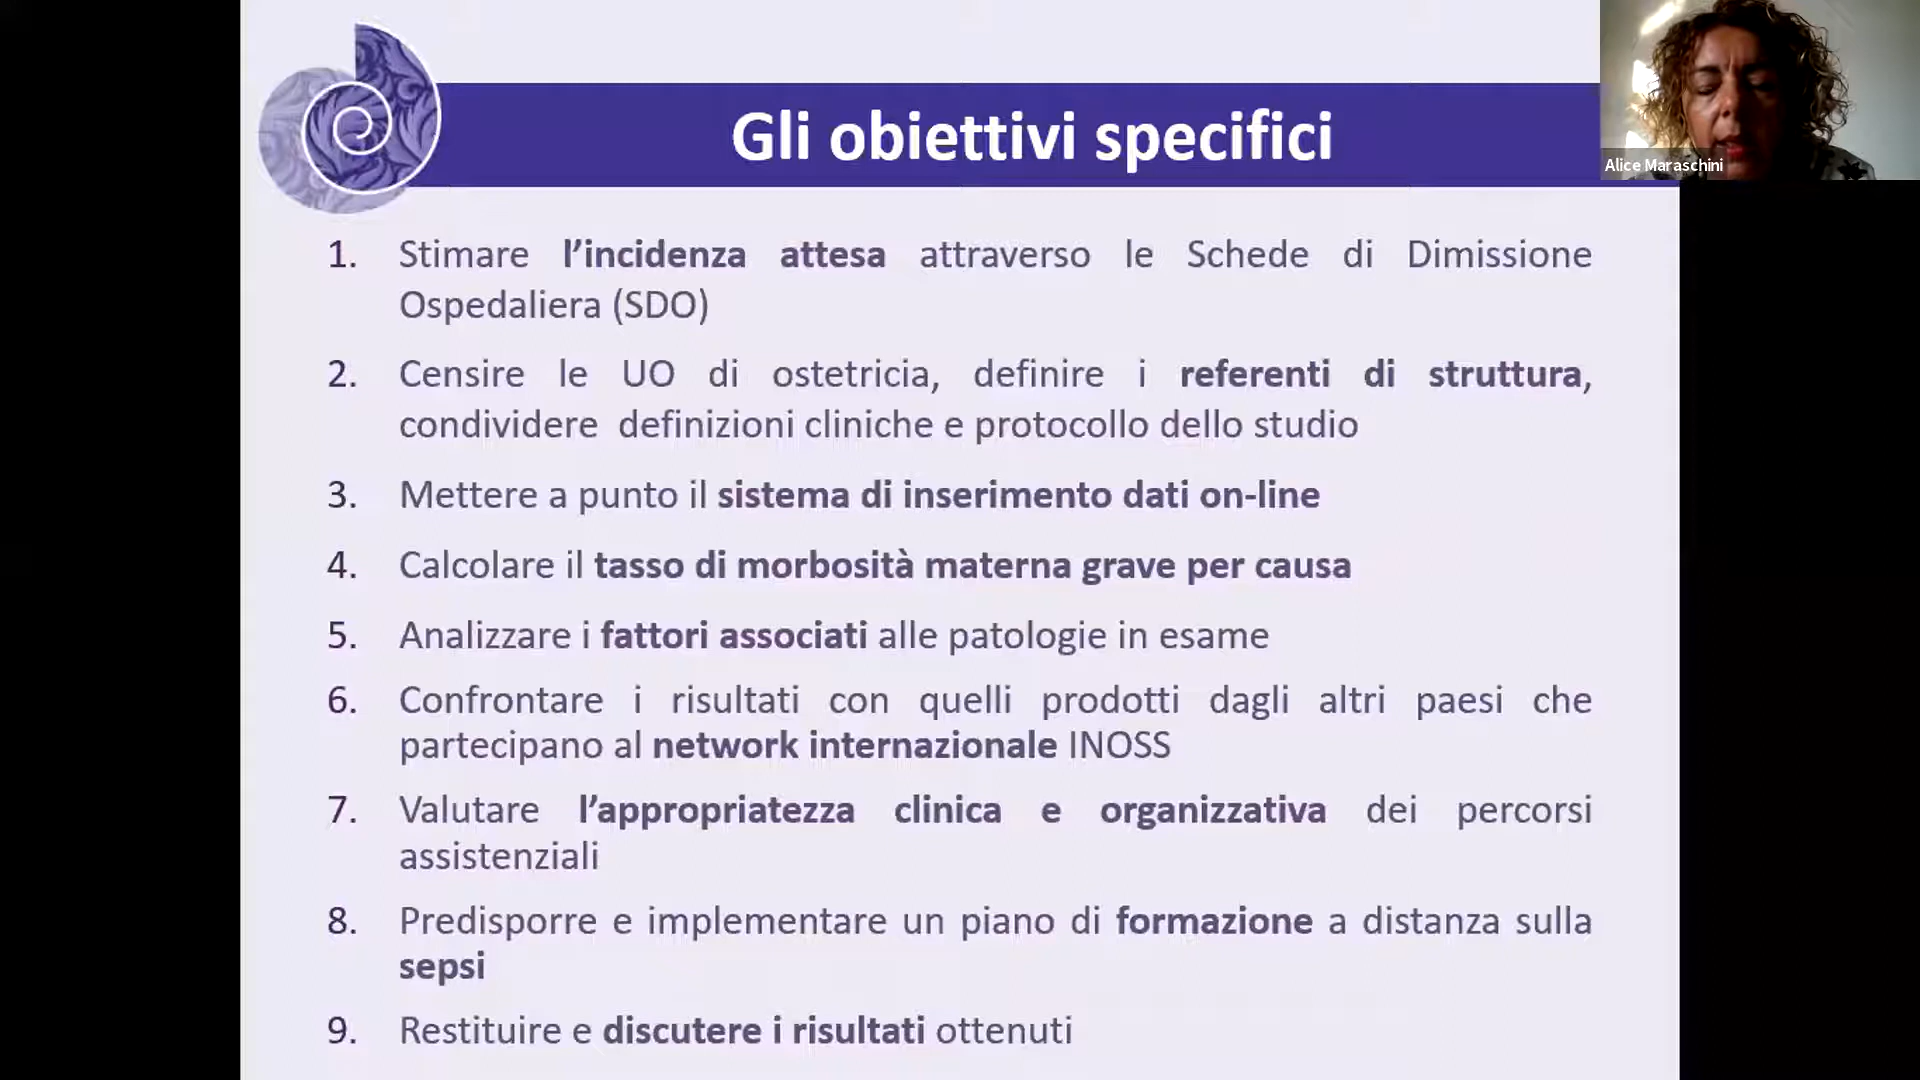 Gli obiettivi specifici
Alice Maraschini
1. Stimare l’incidenza attesa attraverso le Schede di Dimissione
Ospedaliera (SDO)
2. Censire le UO di ostetricia, definire i referenti di struttura,
condividere definizioni cliniche e protocollo dello studio
3. Mettere a punto il sistema di inserimento dati on-line
4. Calcolare il tasso di morbosità materna grave per causa
5. Analizzare i fattori associati alle patologie in esame
6. Confrontare i risultati con quelli prodotti dagli altri paesi che
partecipano al network internazionale INOSS
7. Valutare l’appropriatezza clinica e organizzativa dei percorsi
assistenziali
8. Predisporre e implementare un piano di formazione a distanza sulla
sepsi
9. Restituire e discutere i risultati ottenuti